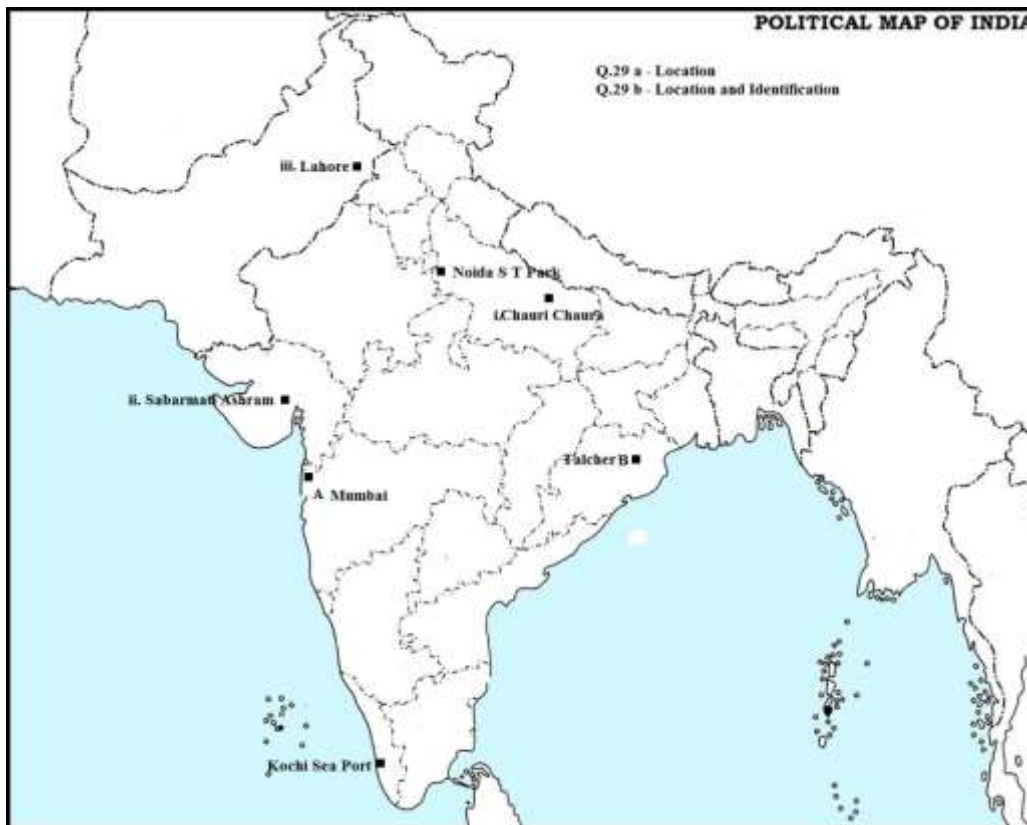 POLITICAL MAP OF INDIA
Q.29 a - Location
Q.29 b - Location and Identification
iii. Lahore
Noida S T Park
i.Chauri Chaura
ii. Sabarmati Ashram
Talcher B
A Mumbai
Kochi Sea Port